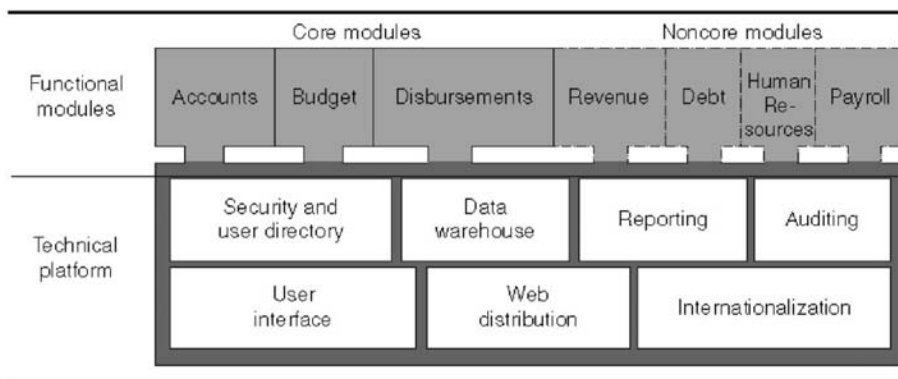 Core modules
Noncore modules
Functional
modules
Accounts
Budget
Disbursements
Revenue
Debt
Human
Re-
sources
Payroll
Technical
platform
Security and
user directory
Data
warehouse
Reporting
Auditing
User
interface
Web
distribution
Internationalization